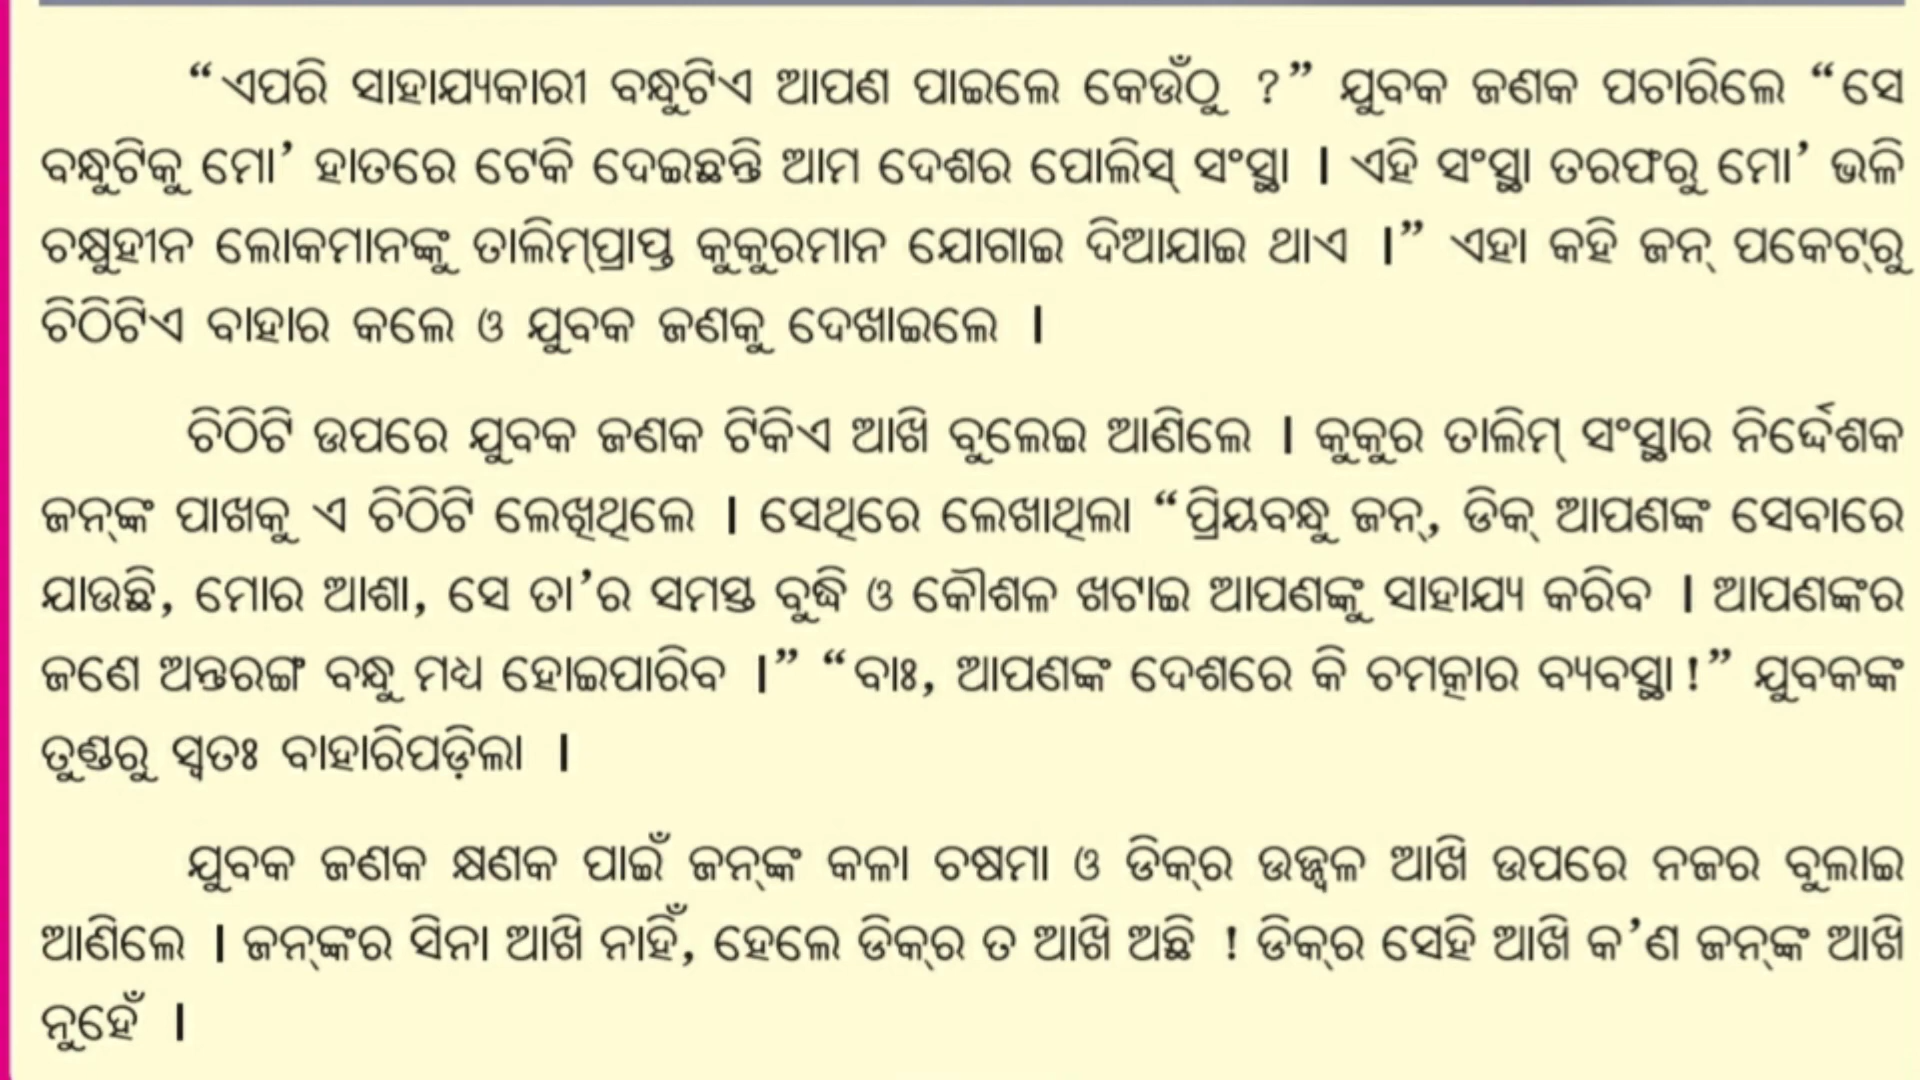 “ଏପରି ସାହାଯ୍ୟକାରୀ ବନ୍ଧୁଟିଏ ଆପଣ ପାଇଲେ କେଉଁଠୁ ?” ଯୁବକ ଜଣକ ପଚାରିଲେ “ସେ
ବନ୍ଧୁଟିକୁ ମୋ’ ହାତରେ ଟେକି ଦେଇଛନ୍ତି ଆମ ଦେଶର ପୋଲିସ୍ ସଂସ୍ଥା । ଏହି ସଂସ୍ଥା ତରଫରୁ ମୋ’ ଭଳି
ଚକ୍ଷୁହୀନ ଲୋକମାନଙ୍କୁ ତାଲିମ୍‌ପ୍ରାପ୍ତ କୁକୁରମାନ ଯୋଗାଇ ଦିଆଯାଇ ଥାଏ ।” ଏହା କହି ଜନ୍ ପକେଟ୍‌ରୁ
ଚିଠିଟିଏ ବାହାର କଲେ ଓ ଯୁବକ ଜଣକୁ ଦେଖାଇଲେ ।
ଚିଠିଟି ଉପରେ ଯୁବକ ଜଣକ ଟିକିଏ ଆଖି ବୁଲେଇ ଆଣିଲେ । କୁକୁର ତାଲିମ୍ ସଂସ୍ଥାର ନିର୍ଦ୍ଦେଶକ
ଜନ୍‌ଙ୍କ ପାଖକୁ ଏ ଚିଠିଟି ଲେଖିଥିଲେ । ସେଥିରେ ଲେଖାଥିଲା “ପ୍ରିୟବନ୍ଧୁ ଜନ୍, ଡିକ୍ ଆପଣଙ୍କ ସେବାରେ
ଯାଉଛି, ମୋର ଆଶା, ସେ ତା’ର ସମସ୍ତ ବୁଦ୍ଧି ଓ କୌଶଳ ଖଟାଇ ଆପଣଙ୍କୁ ସାହାଯ୍ୟ କରିବ । ଆପଣଙ୍କର
ଜଣେ ଅନ୍ତରଙ୍ଗ ବନ୍ଧୁ ମଧ୍ୟ ହୋଇପାରିବ ।” “ବାଃ, ଆପଣଙ୍କ ଦେଶରେ କି ଚମତ୍କାର ବ୍ୟବସ୍ଥା !” ଯୁବକଙ୍କ
ତୁଣ୍ଡରୁ ସ୍ୱତଃ ବାହାରିପଡ଼ିଲା ।
ଯୁବକ ଜଣକ କ୍ଷଣକ ପାଇଁ ଜନ୍‌ଙ୍କ କଳା ଚଷମା ଓ ଡିକ୍‌ର ଉଜ୍ଜ୍ୱଳ ଆଖି ଉପରେ ନଜର ବୁଲାଇ
ଆଣିଲେ । ଜନ୍‌ଙ୍କର ସିନା ଆଖି ନାହିଁ, ହେଲେ ଡିକ୍‌ର ତ ଆଖି ଅଛି ! ଡିକ୍‌ର ସେହି ଆଖି କ’ଣ ଜନ୍‌ଙ୍କ ଆଖି
ନୁହେଁ ।